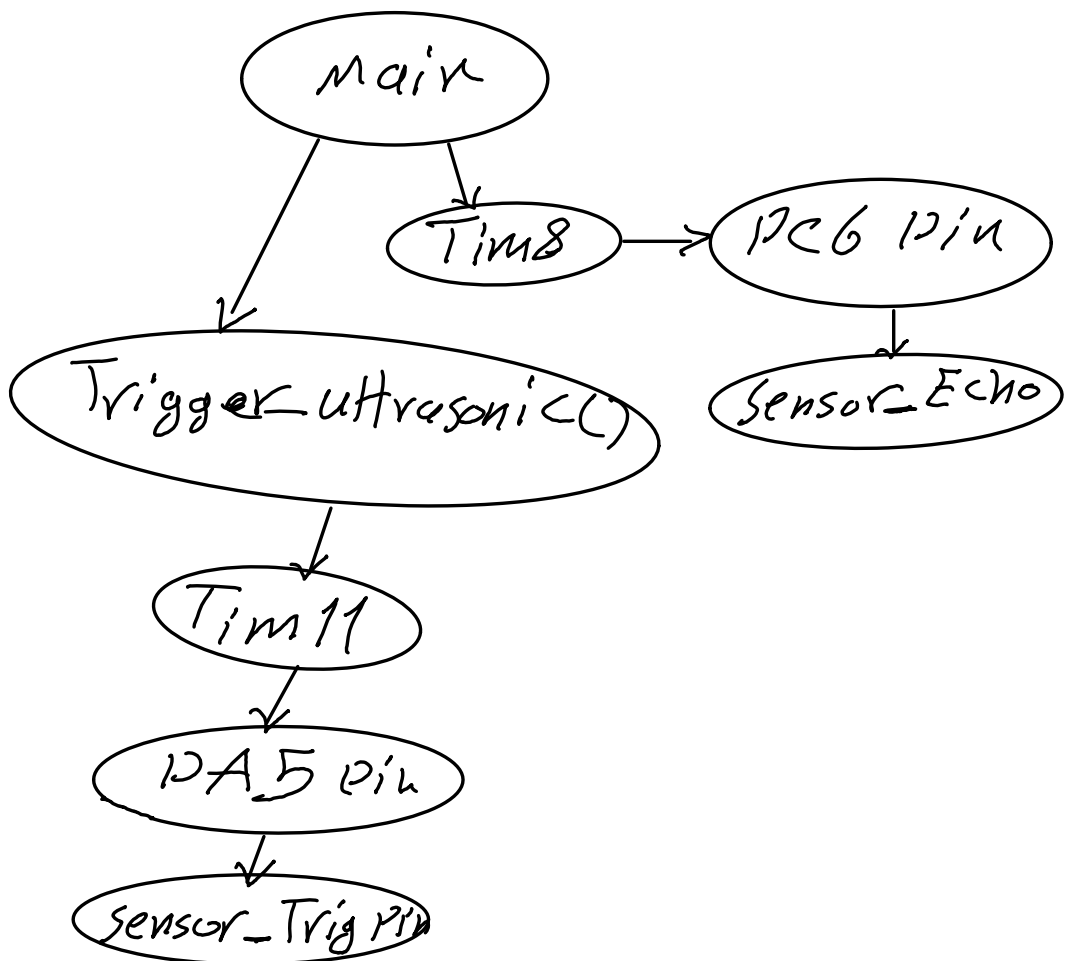 Main
Tim8
PC6 Pin
Trigger_ultrasonic()
Sensor_Echo
Tim11
PA5 Pin
Sensor_Trig Pin